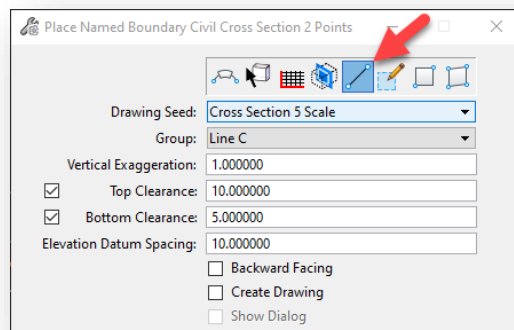 Place Named Boundary Civil Cross Section 2 Points
Drawing Seed: Cross Section 5 Scale
Group: Line C
Vertical Exaggeration: 1.000000
Top Clearance: 10.000000
Bottom Clearance: 5.000000
Elevation Datum Spacing: 10.000000
Backward Facing
Create Drawing
Show Dialog